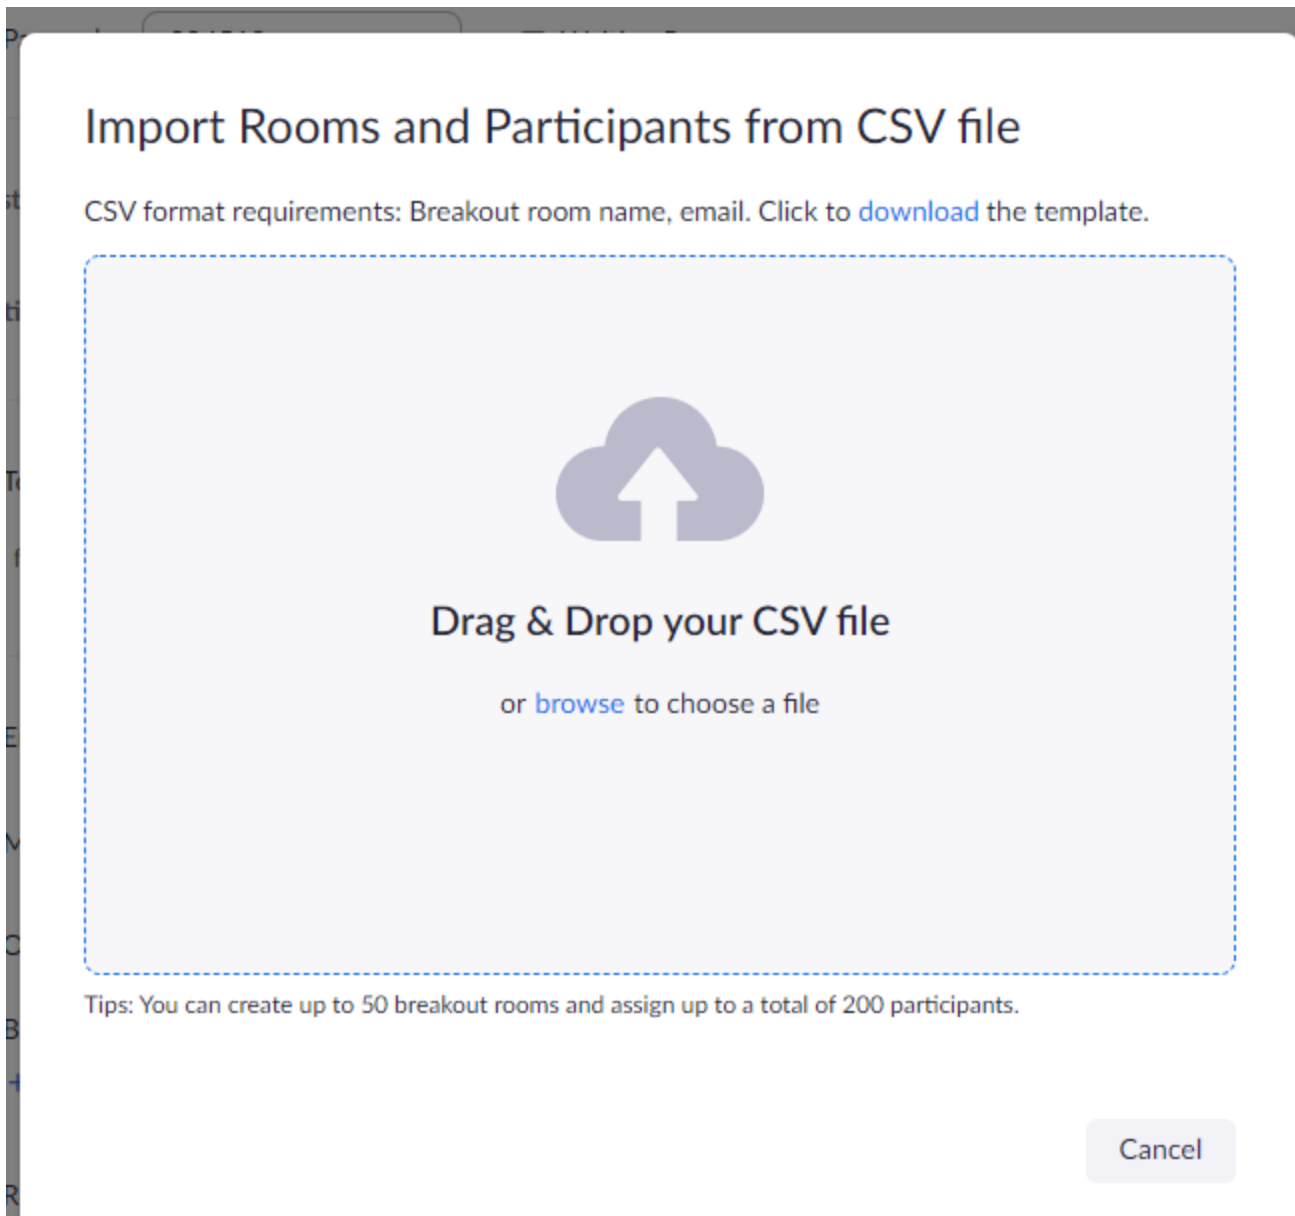 Import Rooms and Participants from CSV file
CSV format requirements: Breakout room name, email. Click to download the template.
Drag & Drop your CSV file
or browse to choose a file
Tips: You can create up to 50 breakout rooms and assign up to a total of 200 participants.
Cancel